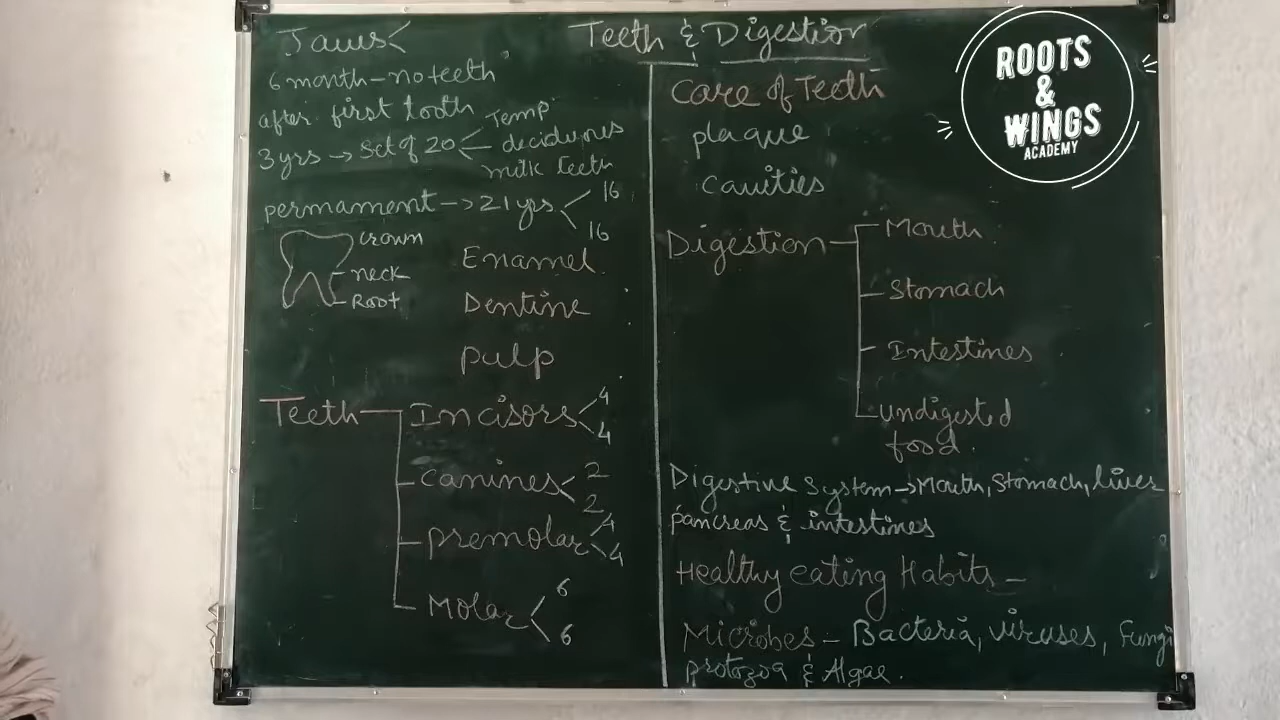 Teeth & Digestion
Jaws
6 month - no teeth
after first tooth
3 yrs → Set of 20
Temp
deciduous
milk teeth
permament → 21 yrs
16
16
crown
neck
Root
Enamel
Dentine
pulp
Teeth
Incisors
4
4
canines
2
2
premolar
4
4
Molar
6
6
Care of Teeth
plaque
cavities
Digestion
Mouth
Stomach
Intestines
undigested
food
Digestive System → Mouth, Stomach, liver
pancreas & intestines
Healthy eating Habits -
Microbes - Bacteria, viruses, Fungi
protozoa & Algae.
ROOTS
&
WINGS
ACADEMY